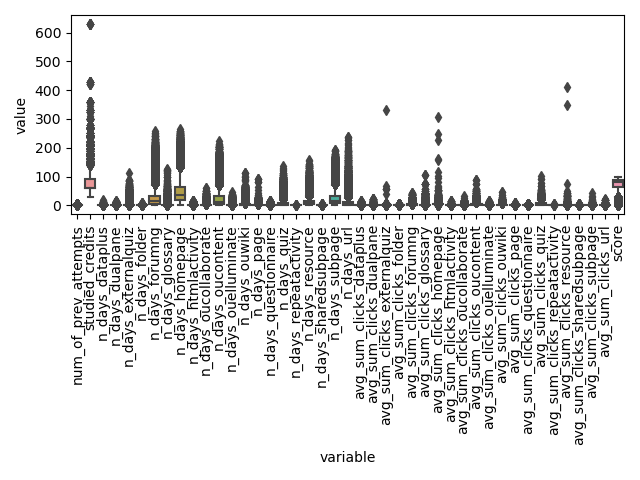 600
500
400
300
200
100
0
value
num_of_prev_attempts
studied_credits
n_days_dataplus
n_days_dualpane
n_days_externalquiz
n_days_folder
n_days_forumng
n_days_glossary
n_days_homepage
n_days_htmlactivity
n_days_oucollaborate
n_days_oucontent
n_days_ouelluminate
n_days_ouwiki
n_days_page
n_days_questionnaire
n_days_quiz
n_days_repeatactivity
n_days_resource
n_days_sharedsubpage
n_days_subpage
n_days_url
avg_sum_clicks_dataplus
avg_sum_clicks_dualpane
avg_sum_clicks_externalquiz
avg_sum_clicks_folder
avg_sum_clicks_forumng
avg_sum_clicks_glossary
avg_sum_clicks_homepage
avg_sum_clicks_htmlactivity
avg_sum_clicks_oucollaborate
avg_sum_clicks_oucontent
avg_sum_clicks_ouelluminate
avg_sum_clicks_ouwiki
avg_sum_clicks_page
avg_sum_clicks_questionnaire
avg_sum_clicks_quiz
avg_sum_clicks_repeatactivity
avg_sum_clicks_resource
avg_sum_clicks_sharedsubpage
avg_sum_clicks_subpage
avg_sum_clicks_url
score
variable